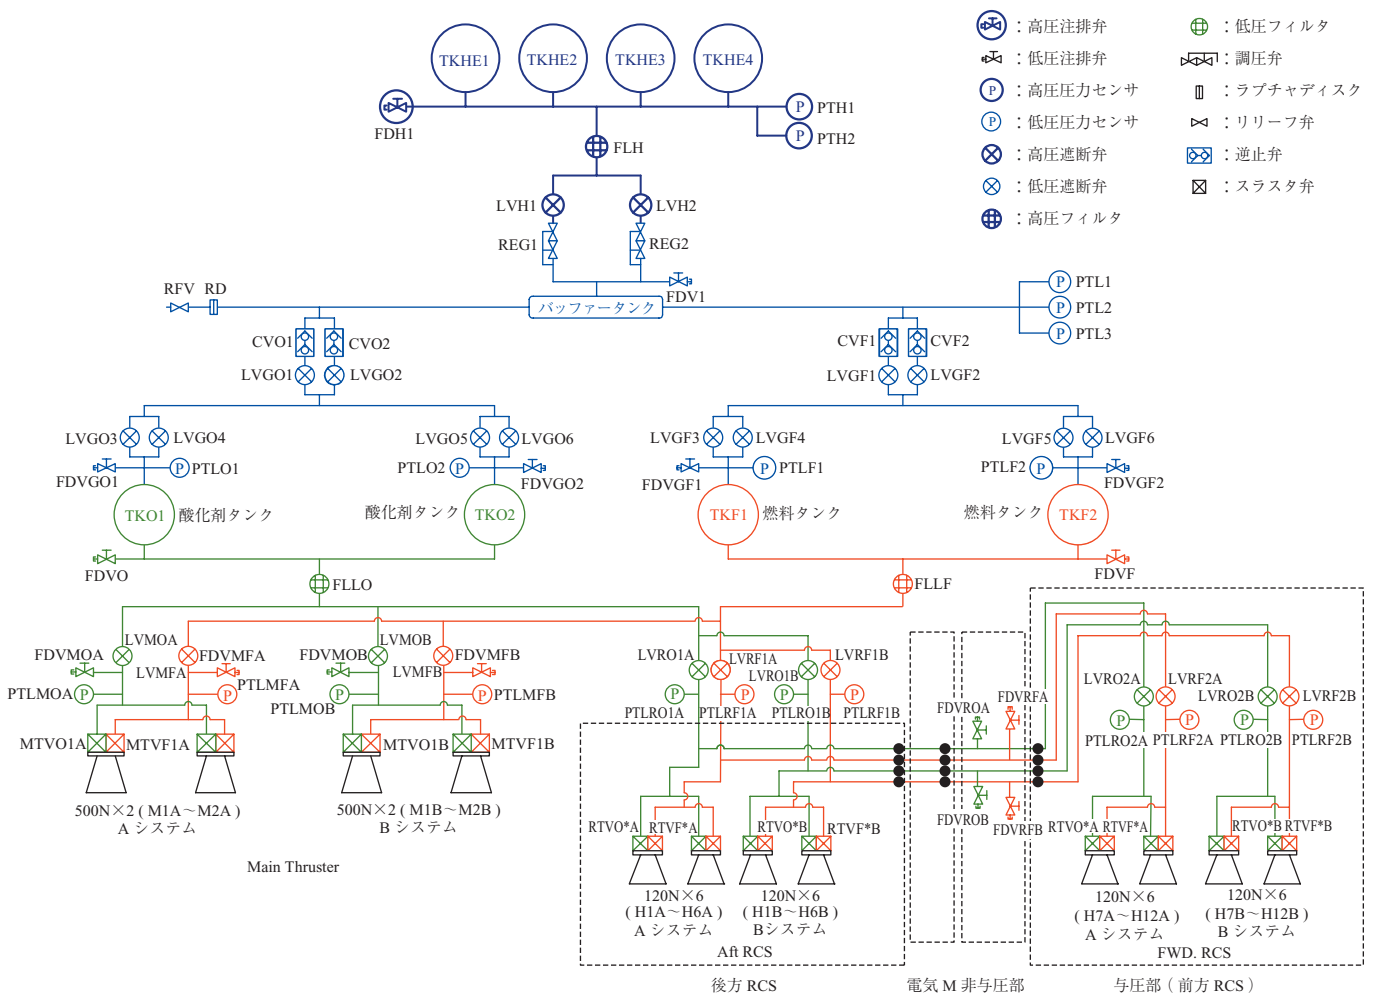 TKHE1 TKHE2 TKHE3 TKHE4
FDH1
PTH1
PTH2
FLH
LVH1 LVH2
REG1 REG2
FDV1
バッファータンク
RFV RD
PTL1
PTL2
PTL3
CVO1 CVO2 CVF1 CVF2
LVGO1 LVGO2 LVGF1 LVGF2
LVGO3 LVGO4 LVGO5 LVGO6 LVGF3 LVGF4 LVGF5 LVGF6
P PTLO1 PTLO2 P P PTLF1 PTLF2 P
FDVGO1 FDVGO2 FDVGF1 FDVGF2
TKO1 酸化剤タンク 酸化剤タンク TKO2 TKF1 燃料タンク 燃料タンク TKF2
FDVO FDVF
FLLO FLLF
LVMOA LVMOB
FDVMOA FDVMFA FDVMOB FDVMFB
LVMFA LVMFB
PTLMOA P P PTLMFA P P PTLMFB
PTLMOB
MTVO1A MTVF1A MTVO1B MTVF1B
500N×2 ( M1A～M2A )
A システム
500N×2 ( M1B～M2B )
B システム
Main Thruster
LVRO1A LVRF1A LVRO1B LVRF1B
P P P P
PTLRO1A PTLRF1A PTLRO1B PTLRF1B
RTVO*A RTVF*A RTVO*B RTVF*B
120N×6
( H1A～H6A )
A システム
120N×6
( H1B～H6B )
Bシステム
Aft RCS
後方 RCS
FDVROA FDVRFA
FDVROB FDVRFB
電気 M 非与圧部
LVRO2A LVRF2A LVRO2B LVRF2B
P P P P
PTLRO2A PTLRF2A PTLRO2B PTLRF2B
RTVO*A RTVF*A RTVO*B RTVF*B
120N×6
( H7A～H12A )
A システム
120N×6
( H7B～H12B )
B システム
FWD. RCS
与圧部 ( 前方 RCS )
：高圧注排弁
：低圧注排弁
P ：高圧圧力センサ
P ：低圧圧力センサ
：高圧遮断弁
：低圧遮断弁
：高圧フィルタ
：低圧フィルタ
：調圧弁
：ラプチャディスク
：リリーフ弁
：逆止弁
：スラスタ弁